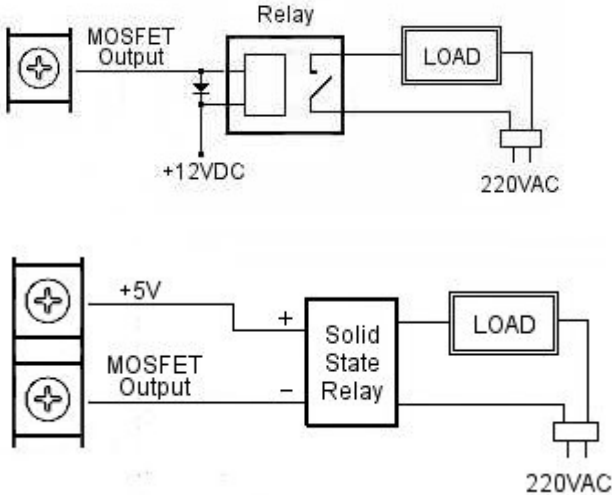 Relay
MOSFET
Output
LOAD
+12VDC
220VAC
+5V
+
Solid
State
Relay
LOAD
MOSFET
Output
−
220VAC